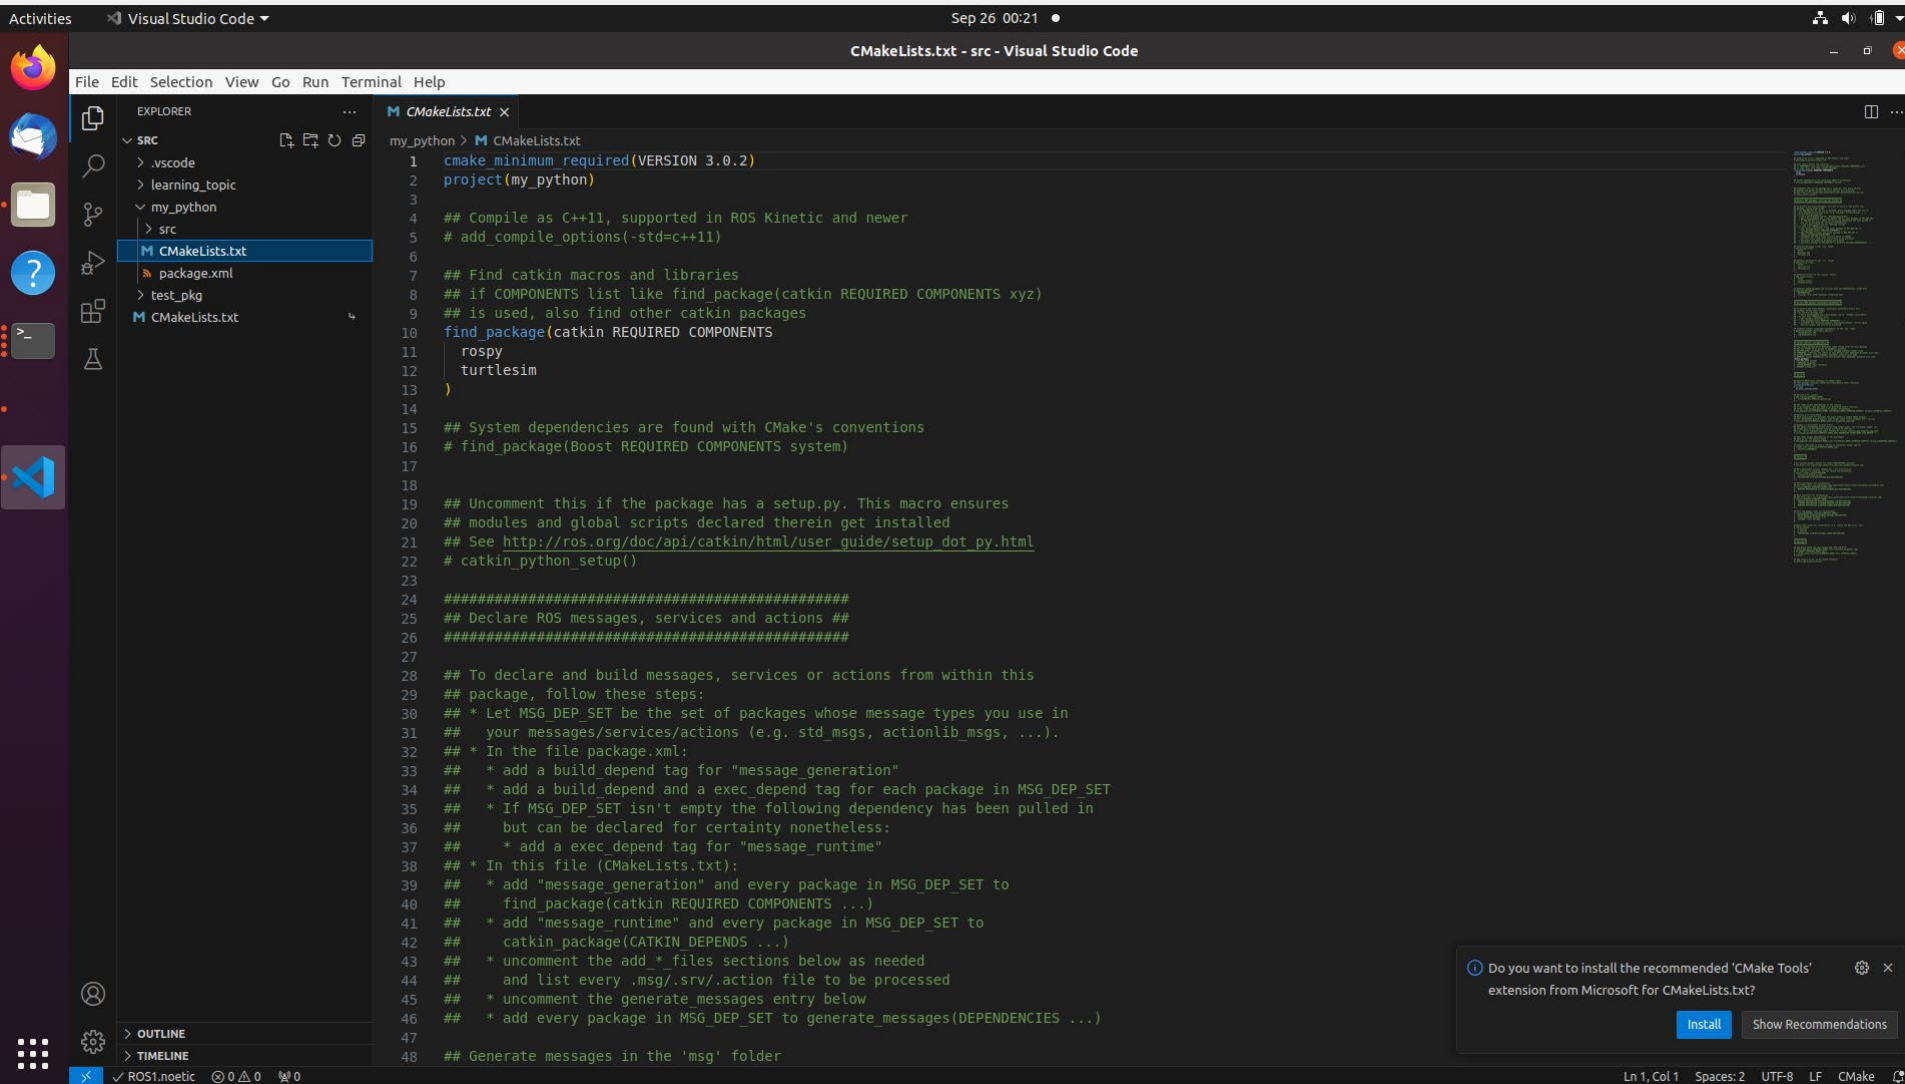 Activities
Visual Studio Code
Sep 26 00:21
CMakeLists.txt - src - Visual Studio Code
File Edit Selection View Go Run Terminal Help
EXPLORER
SRC
.vscode
learning_topic
my_python
src
CMakeLists.txt
package.xml
test_pkg
CMakeLists.txt
OUTLINE
TIMELINE
CMakeLists.txt
my_python > CMakeLists.txt
1 cmake_minimum_required(VERSION 3.0.2)
2 project(my_python)
3
4 ## Compile as C++11, supported in ROS Kinetic and newer
5 # add_compile_options(-std=c++11)
6
7 ## Find catkin macros and libraries
8 ## if COMPONENTS list like find_package(catkin REQUIRED COMPONENTS xyz)
9 ## is used, also find other catkin packages
10 find_package(catkin REQUIRED COMPONENTS
11 rospy
12 turtlesim
13 )
14
15 ## System dependencies are found with CMake's conventions
16 # find_package(Boost REQUIRED COMPONENTS system)
17
18
19 ## Uncomment this if the package has a setup.py. This macro ensures
20 ## modules and global scripts declared therein get installed
21 ## See http://ros.org/doc/api/catkin/html/user_guide/setup_dot_py.html
22 # catkin_python_setup()
23
24 ################################################
25 ## Declare ROS messages, services and actions ##
26 ################################################
27
28 ## To declare and build messages, services or actions from within this
29 ## package, follow these steps:
30 ## * Let MSG_DEP_SET be the set of packages whose message types you use in
31 ## your messages/services/actions (e.g. std_msgs, actionlib_msgs, ...).
32 ## * In the file package.xml:
33 ## * add a build_depend tag for "message_generation"
34 ## * add a build_depend and a exec_depend tag for each package in MSG_DEP_SET
35 ## * If MSG_DEP_SET isn't empty the following dependency has been pulled in
36 ## but can be declared for certainty nonetheless:
37 ## * add a exec_depend tag for "message_runtime"
38 ## * In this file (CMakeLists.txt):
39 ## * add "message_generation" and every package in MSG_DEP_SET to
40 ## find_package(catkin REQUIRED COMPONENTS ...)
41 ## * add "message_runtime" and every package in MSG_DEP_SET to
42 ## catkin_package(CATKIN_DEPENDS ...)
43 ## * uncomment the add_*_files sections below as needed
44 ## and list every .msg/.srv/.action file to be processed
45 ## * uncomment the generate_messages entry below
46 ## * add every package in MSG_DEP_SET to generate_messages(DEPENDENCIES ...)
47
48 ## Generate messages in the 'msg' folder
Do you want to install the recommended 'CMake Tools'
extension from Microsoft for CMakeLists.txt?
Install
Show Recommendations
ROS1.noetic 0 0 0
Ln 1, Col 1 Spaces: 2 UTF-8 LF CMake